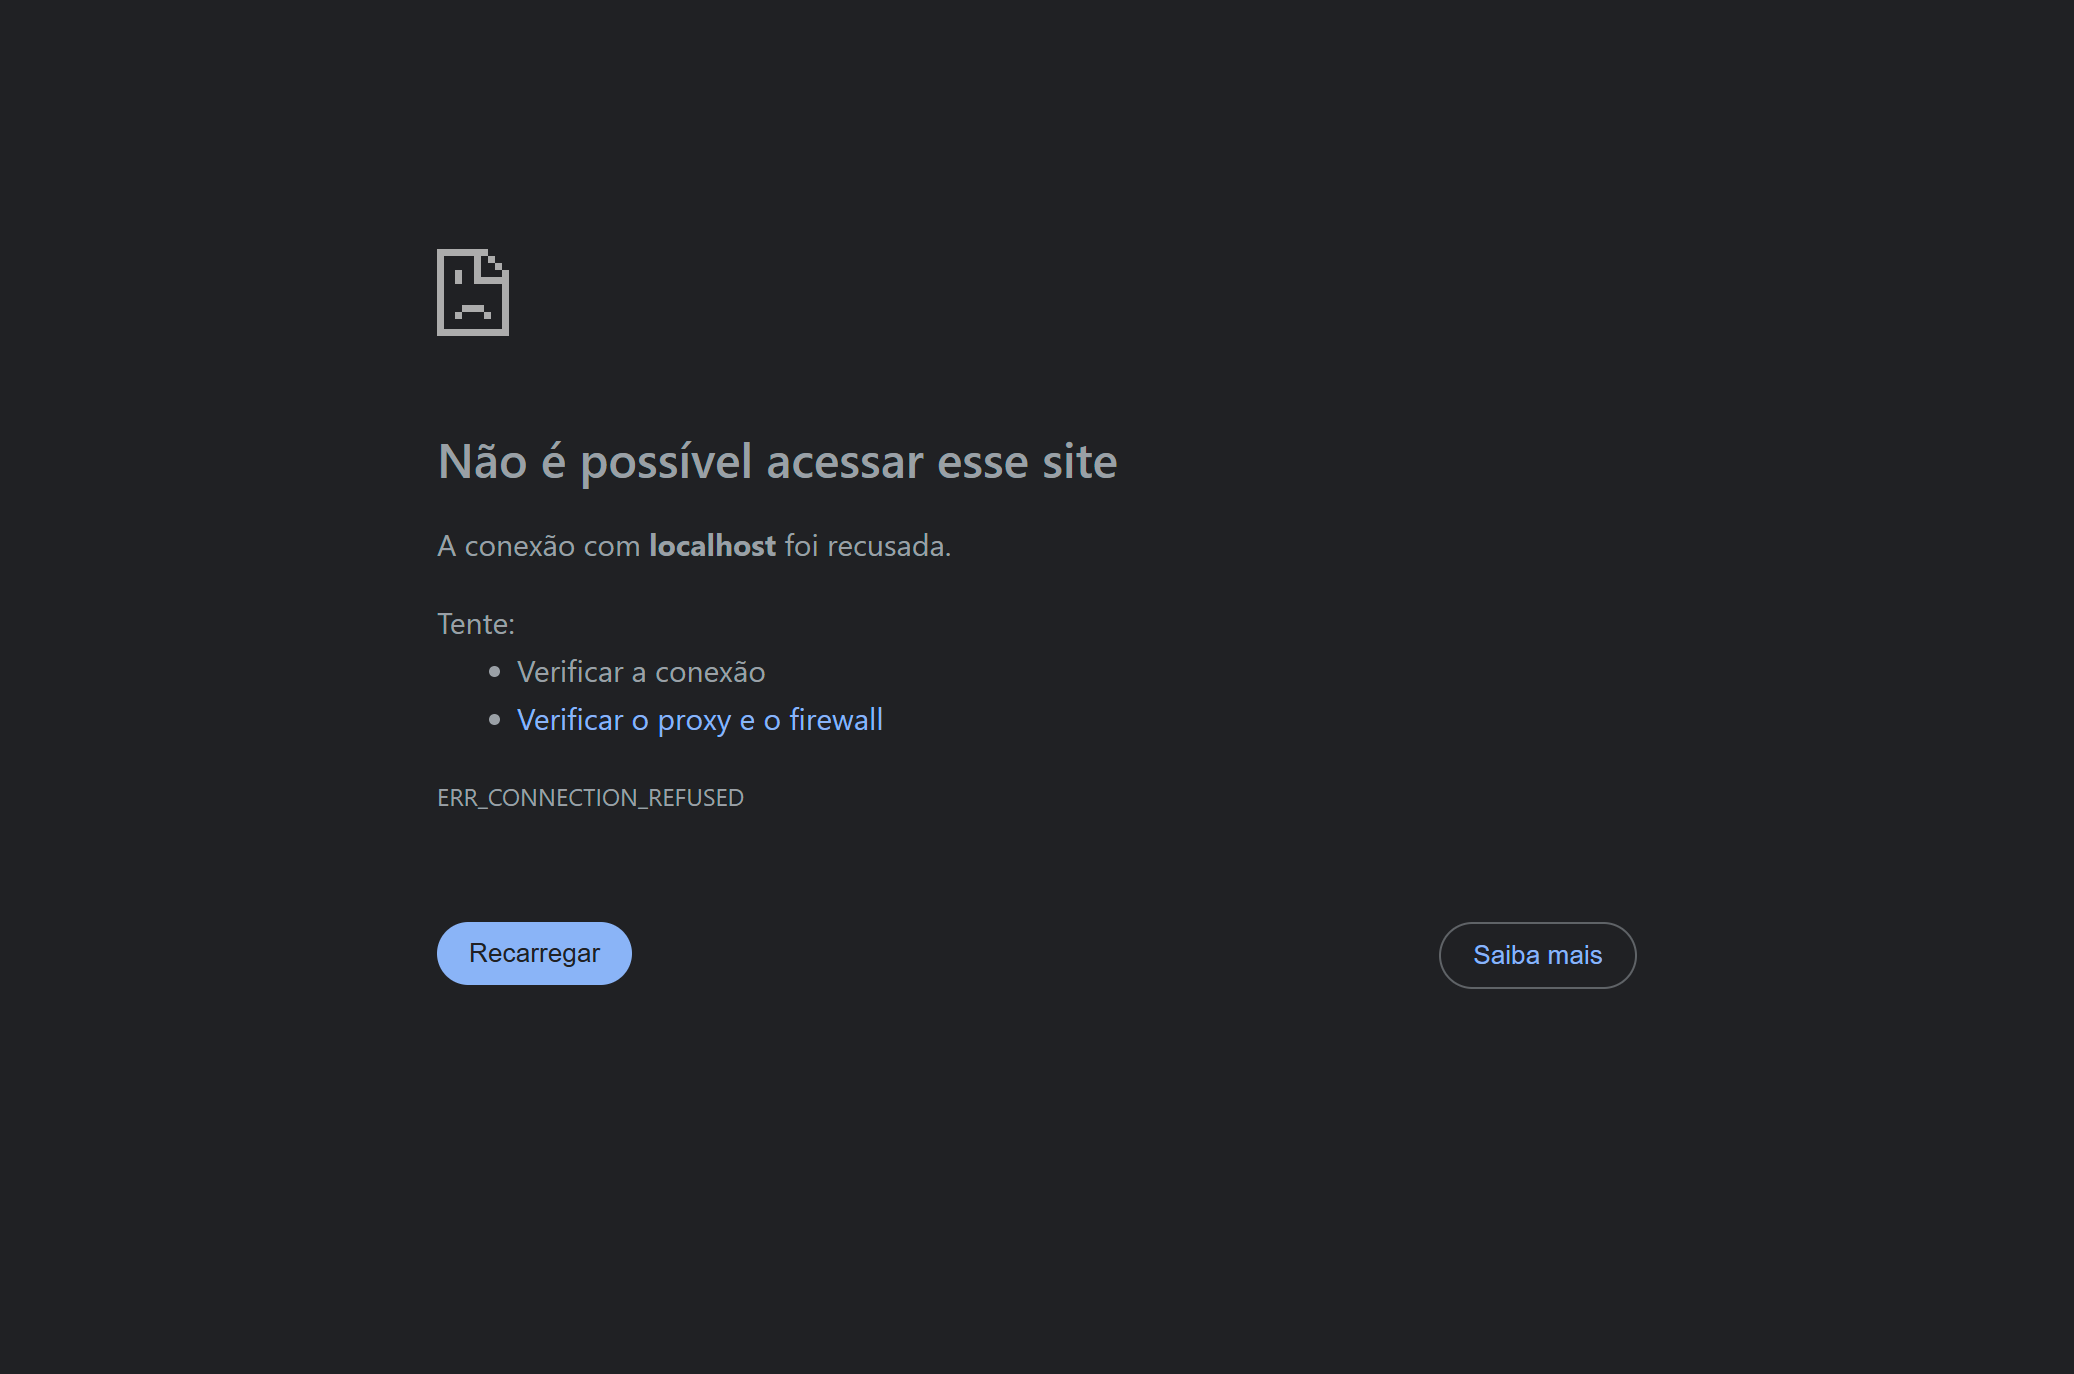 Não é possível acessar esse site
A conexão com localhost foi recusada.
Tente:
Verificar a conexão
Verificar o proxy e o firewall
ERR_CONNECTION_REFUSED
Recarregar
Saiba mais